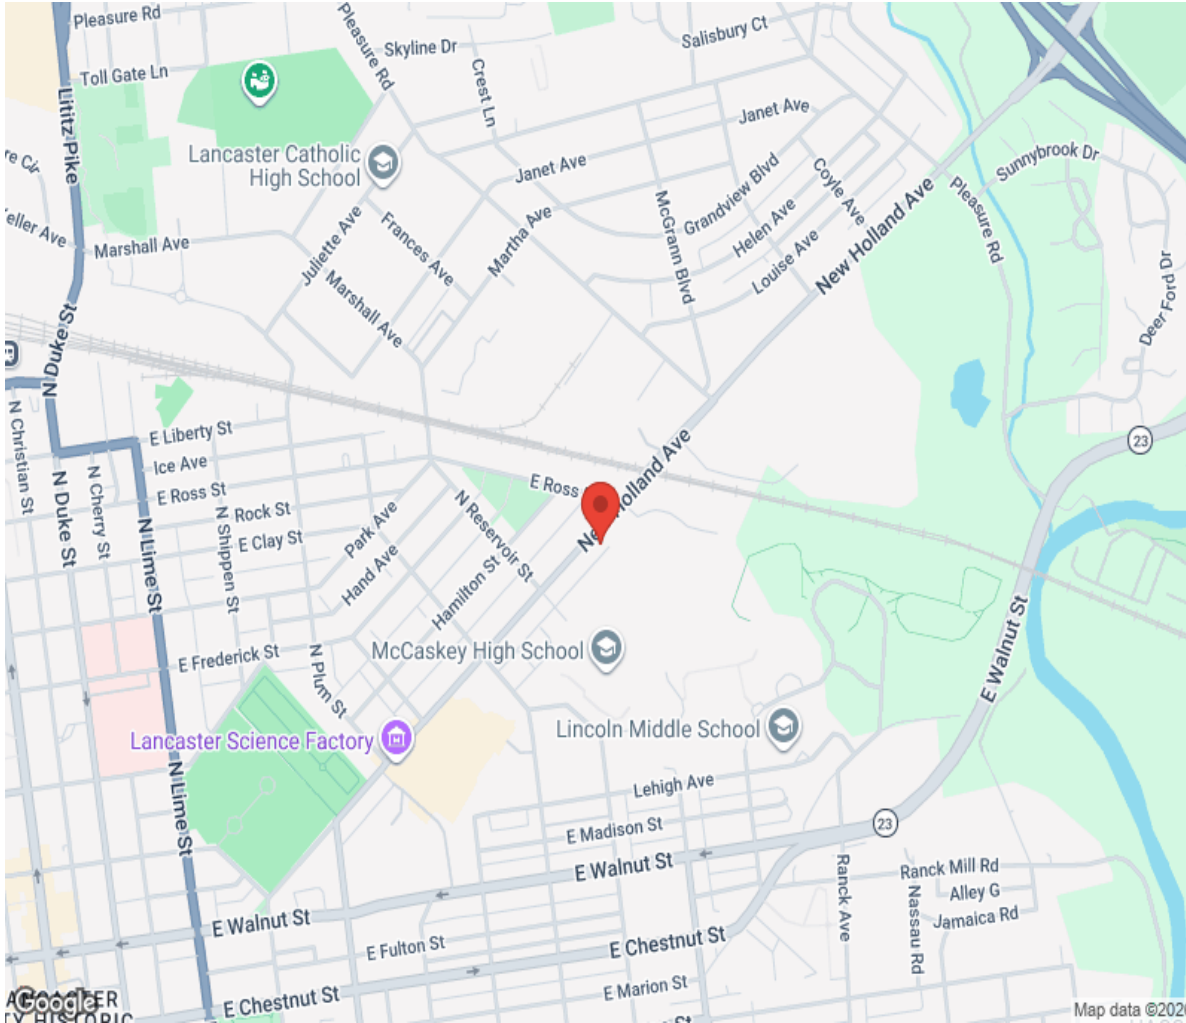 Pleasure Rd
Pleasure Rd
Skyline Dr
Salisbury Ct
Toll Gate Ln
Crest Ln
Lititz Pike
Janet Ave
Lancaster Catholic
High School
Janet Ave
Sunnybrook Dr
Coyle Ave
Grandview Blvd
McGrann Blvd
Helen Ave
Louise Ave
New Holland Ave
Pleasure Rd
Keller Ave
Marshall Ave
Juliette Ave
Frances Ave
Martha Ave
Marshall Ave
Deer Ford Dr
N Duke St
N Christian St
E Liberty St
Ice Ave
E Ross St
Rock St
E Clay St
N Duke St
N Cherry St
N Lime St
N Shippen St
Park Ave
Hand Ave
N Reservoir St
Hamilton St
E Ross
New Holland Ave
23
E Walnut St
E Frederick St
N Plum St
McCaskey High School
Lincoln Middle School
Lancaster Science Factory
N Lime St
Lehigh Ave
E Madison St
23
E Walnut St
Ranck Mill Rd
Alley G
Jamaica Rd
Ranck Ave
Nassau Rd
E Walnut St
E Fulton St
E Chestnut St
E Marion St
E Chestnut St
Google
Map data ©2026